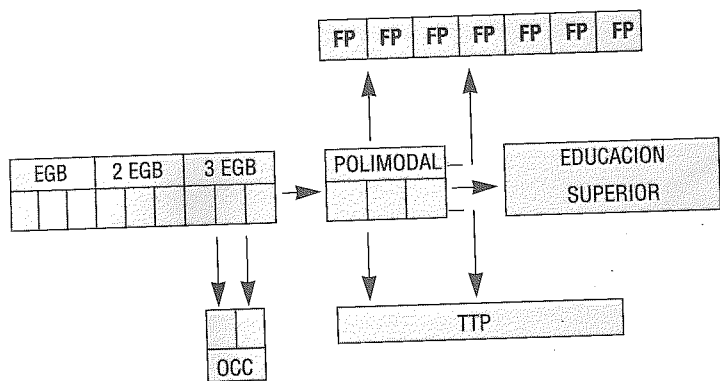 FP FP FP FP FP FP FP
EGB 2 EGB 3 EGB
POLIMODAL
EDUCACION
SUPERIOR
TTP
OCC